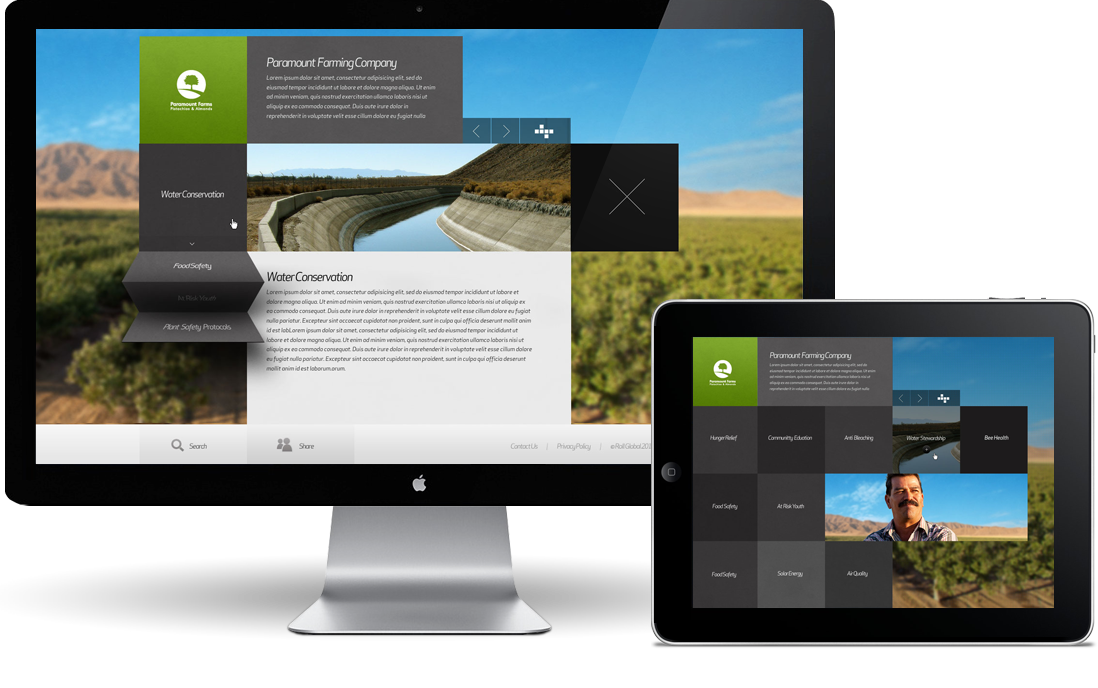 Paramount Farming Company
Lorem ipsum dolor sit amet, consectetur adipisicing elit, sed do
eiusmod tempor incididunt ut labore et dolore magna aliqua. Ut enim
ad minim veniam, quis nostrud exercitation ullamco laboris nisi ut
aliquip ex ea commodo consequat. Duis aute irure dolor in
reprehenderit in voluptate velit esse cillum dolore eu fugiat nulla
Paramount Farms
Pistachios & Almonds
Water Conservation
Food Safety
At Risk Youth
Plant Safety Protocols
Water Conservation
Lorem ipsum dolor sit amet, consectetur adipisicing elit, sed do eiusmod tempor incididunt ut labore et
dolore magna aliqua. Ut enim ad minim veniam, quis nostrud exercitation ullamco laboris nisi ut
aliquip ex ea commodo consequat. Duis aute irure dolor in reprehenderit in voluptate velit esse cillum dolore eu fugiat
nulla pariatur. Excepteur sint occaecat cupidatat non proident, sunt in culpa qui officia deserunt mollit anim
id est labLorem ipsum dolor sit amet, consectetur adipisicing elit, sed do eiusmod tempor incididunt ut
labore et dolore magna aliqua. Ut enim ad minim veniam, quis nostrud exercitation ullamco laboris nisi ut
aliquip ex ea commodo consequat. Duis aute irure dolor in reprehenderit in voluptate velit esse cillum dolore
eu fugiat nulla pariatur. Excepteur sint occaecat cupidatat non proident, sunt in culpa qui officia deserunt
mollit anim id est laborum.orum.
Search
Share
Contact Us | Privacy Policy | © Roll Global 201
Paramount Farming Company
Lorem ipsum dolor sit amet, consectetur adipisicing elit, sed do
eiusmod tempor incididunt ut labore et dolore magna aliqua. Ut enim
ad minim veniam, quis nostrud exercitation ullamco laboris nisi ut
aliquip ex ea commodo consequat. Duis aute irure dolor in
reprehenderit in voluptate velit esse cillum dolore eu fugiat nulla
Paramount Farms
Pistachios & Almonds
Hunger Relief
Community Eduation
Anti Bleaching
Water Stewardship
Bee Health
Food Safety
At Risk Youth
Food Safety
Solar Energy
Air Quality